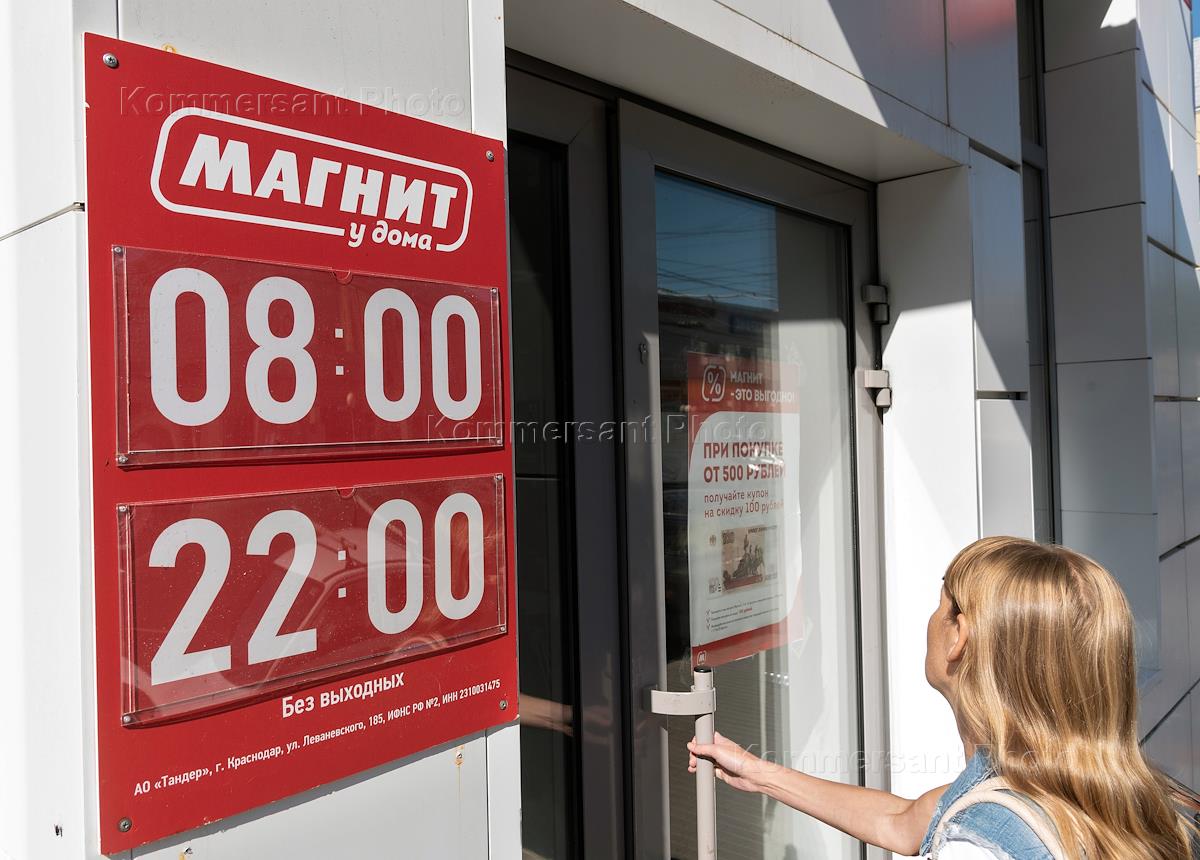 Kommersant Photo
МАГНИТ
у дома
08:00
22:00
Без выходных
АО «Тандер», г. Краснодар, ул. Леваневского, 185, ИФНС РФ №2, ИНН 2310031475
%
МАГНИТ
-ЭТО ВЫГОДНО!
Kommersant Photo
ПРИ ПОКУПКЕ
ОТ 500 РУБЛЕЙ
получайте купон
на скидку 100 рублей
Kommersant Photo